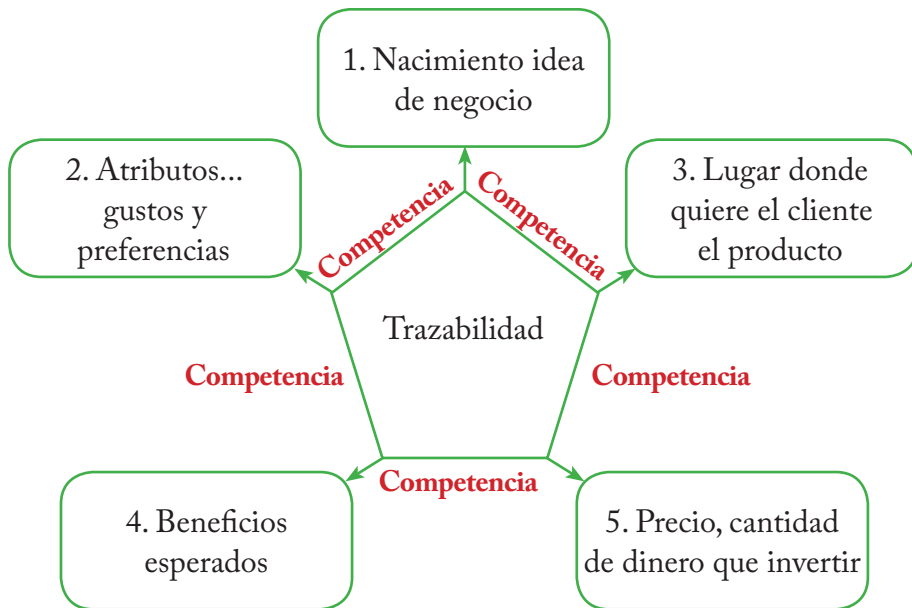 1. Nacimiento idea
de negocio
2. Atributos...
gustos y
preferencias
Competencia
Competencia
3. Lugar donde
quiere el cliente
el producto
Trazabilidad
Competencia
Competencia
Competencia
4. Beneficios
esperados
5. Precio, cantidad
de dinero que invertir